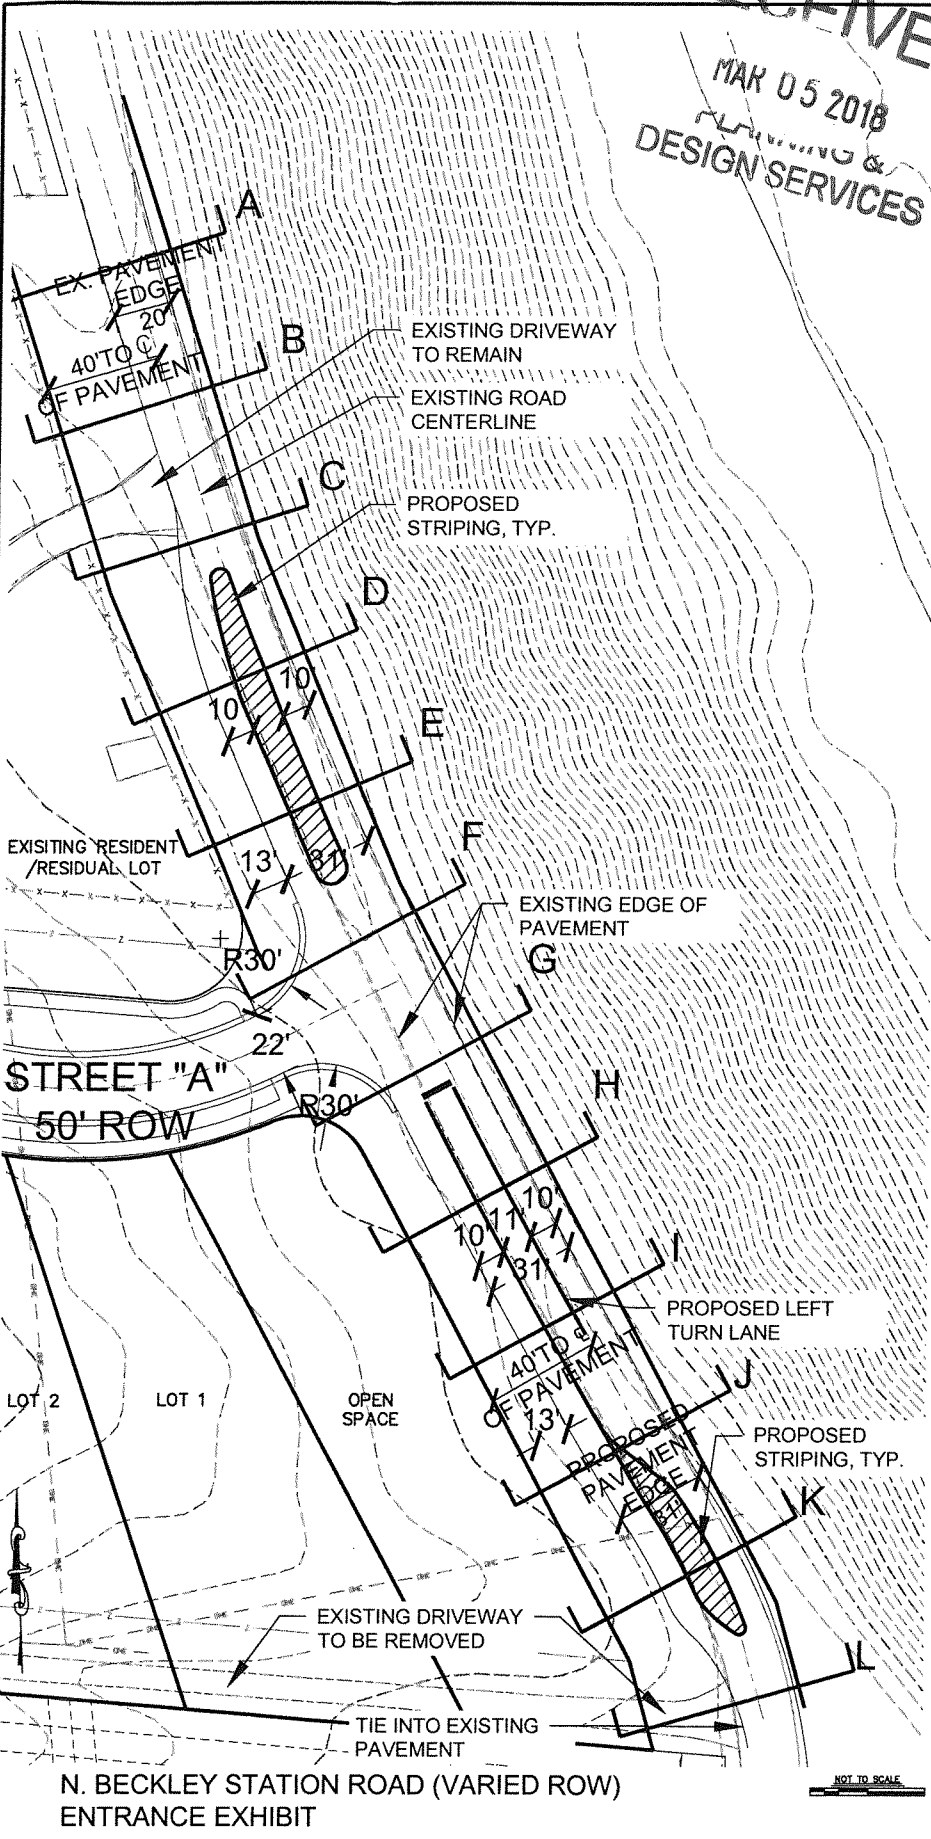 MAR 05 2018
PLANNING &
DESIGN SERVICES
A
EX. PAVEMENT
EDGE
20'
B
40' TO ℄
OF PAVEMENT
EXISTING DRIVEWAY
TO REMAIN
EXISTING ROAD
CENTERLINE
C
PROPOSED
STRIPING, TYP.
D
10'
10'
E
EXISITING RESIDENT
/RESIDUAL LOT
13'
31'
F
EXISTING EDGE OF
PAVEMENT
R30'
G
22'
STREET "A"
50' ROW
R30'
H
10'
11'
10'
31'
I
PROPOSED LEFT
TURN LANE
40' TO ℄
OF PAVEMENT
13'
J
LOT 2
LOT 1
OPEN
SPACE
PROPOSED
PAVEMENT
EDGE
31'
PROPOSED
STRIPING, TYP.
K
EXISTING DRIVEWAY
TO BE REMOVED
L
TIE INTO EXISTING
PAVEMENT
N. BECKLEY STATION ROAD (VARIED ROW)
ENTRANCE EXHIBIT
NOT TO SCALE